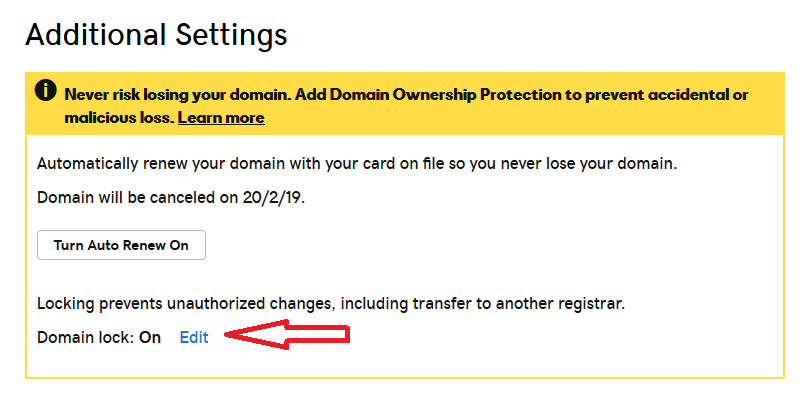 Additional Settings
Never risk losing your domain. Add Domain Ownership Protection to prevent accidental or
malicious loss. Learn more
Automatically renew your domain with your card on file so you never lose your domain.
Domain will be canceled on 20/2/19.
Turn Auto Renew On
Locking prevents unauthorized changes, including transfer to another registrar.
Domain lock: On Edit